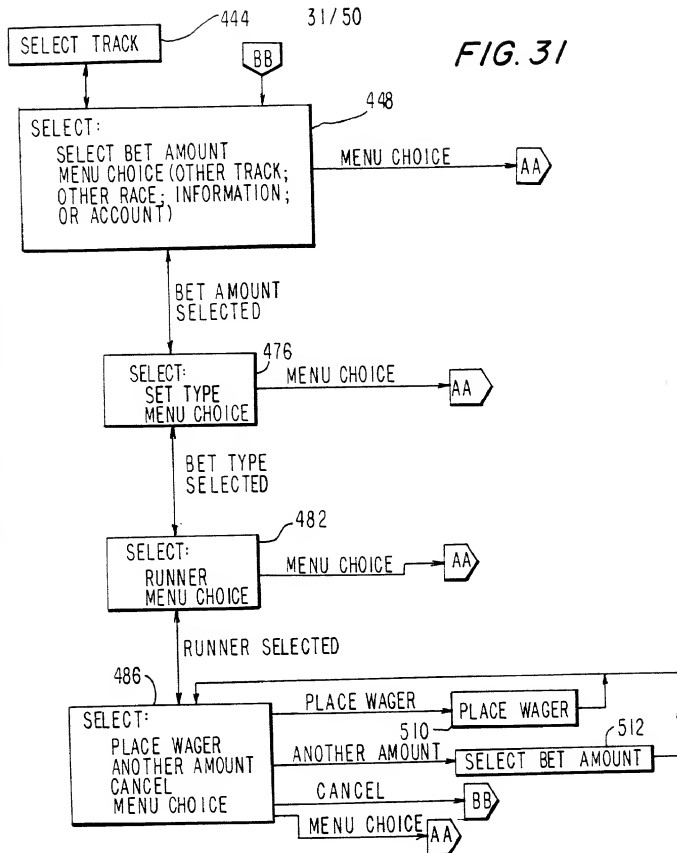 444
31/50
FIG. 31
SELECT TRACK
BB
448
SELECT:
SELECT BET AMOUNT
MENU CHOICE (OTHER TRACK;
OTHER RACE; INFORMATION;
OR ACCOUNT)
MENU CHOICE
AA
BET AMOUNT
SELECTED
476
SELECT:
SET TYPE
MENU CHOICE
MENU CHOICE
AA
BET TYPE
SELECTED
482
SELECT:
RUNNER
MENU CHOICE
MENU CHOICE
AA
RUNNER SELECTED
486
SELECT:
PLACE WAGER
ANOTHER AMOUNT
CANCEL
MENU CHOICE
PLACE WAGER
510
PLACE WAGER
ANOTHER AMOUNT
512
SELECT BET AMOUNT
CANCEL
BB
MENU CHOICE
AA